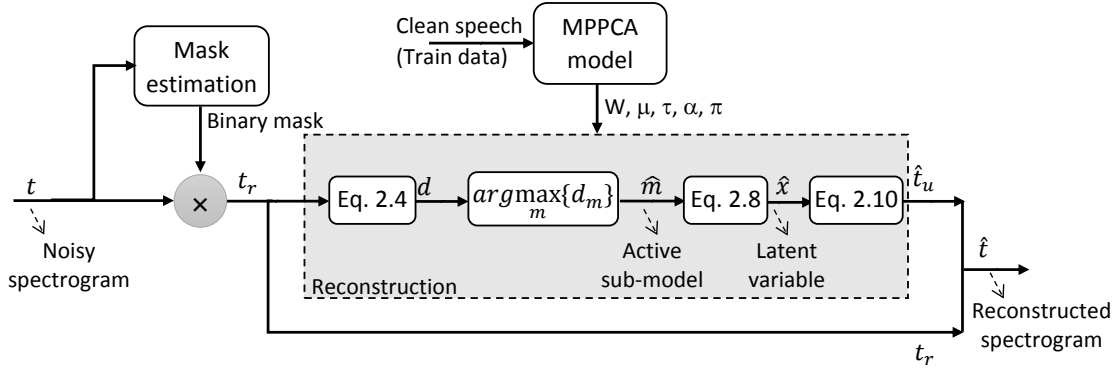 Clean speech
(Train data)
MPPCA
model
Mask
estimation
Binary mask
W, μ, τ, α, π
t
×
t_r
Eq. 2.4
d
arg max{d_m}
m
m̂
Eq. 2.8
x̂
Eq. 2.10
t̂_u
Noisy
spectrogram
Active
sub-model
Latent
variable
Reconstruction
t̂
Reconstructed
spectrogram
t_r